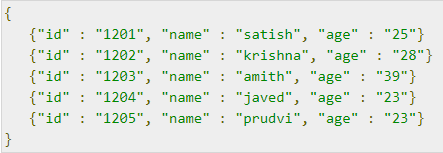 {
{"id" : "1201", "name" : "satish", "age" : "25"}
{"id" : "1202", "name" : "krishna", "age" : "28"}
{"id" : "1203", "name" : "amith", "age" : "39"}
{"id" : "1204", "name" : "javed", "age" : "23"}
{"id" : "1205", "name" : "prudvi", "age" : "23"}
}